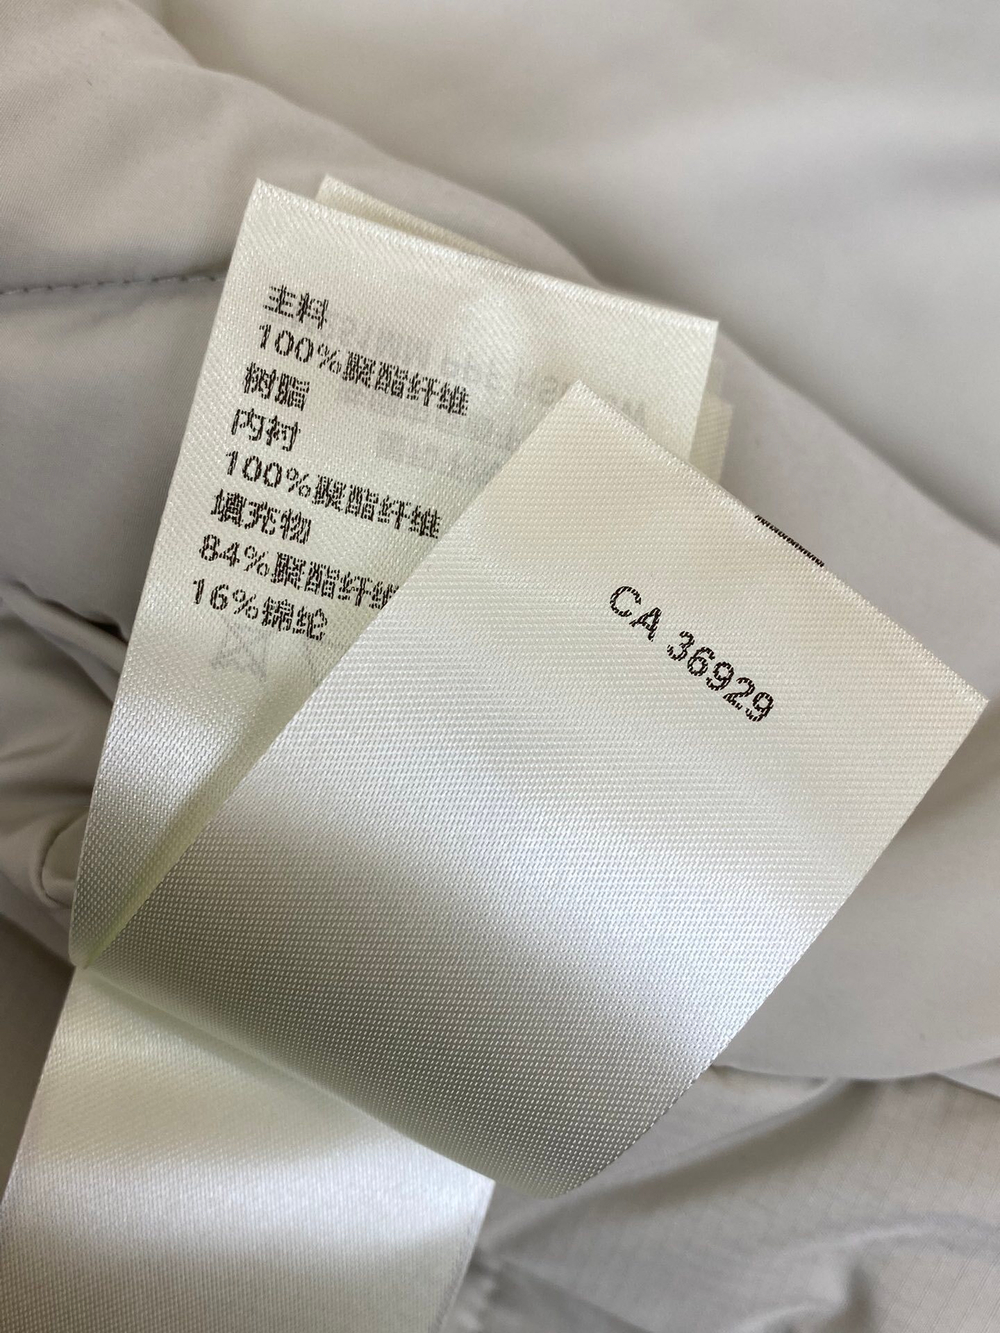 主料
100%聚酯纤维
树脂
内衬
100%聚酯纤维
填充物
84%聚酯纤维
16%锦纶
CA 36929